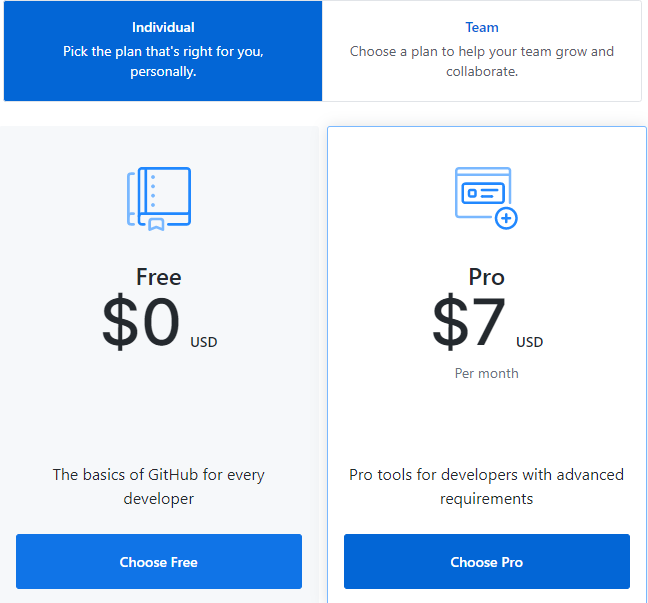 Individual
Pick the plan that's right for you,
personally.
Team
Choose a plan to help your team grow and
collaborate.
Free
$0 USD
The basics of GitHub for every
developer
Choose Free
Pro
$7 USD
Per month
Pro tools for developers with advanced
requirements
Choose Pro